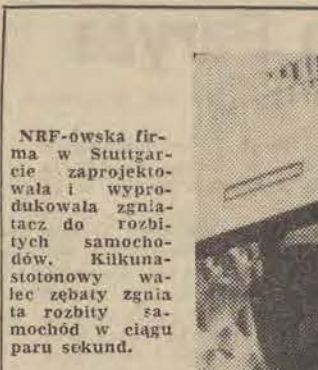 NRF-owska fir-
ma w Stuttgar-
cie zaprojekto-
wała i wypro-
dukowała zgnia-
tacz do rozbi-
tych samocho-
dów. Kilkuna-
stotonowy wa-
lec zębaty zgnia
ta rozbity sa-
mochód w ciągu
paru sekund.